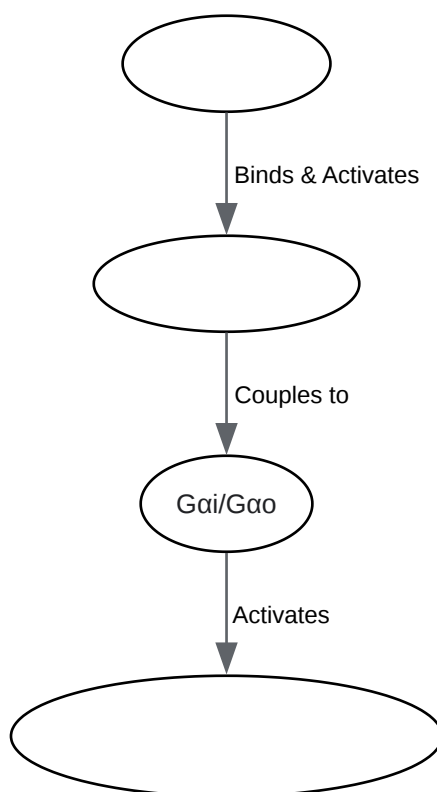 Binds & Activates
Couples to
Gαi/Gαo
Activates